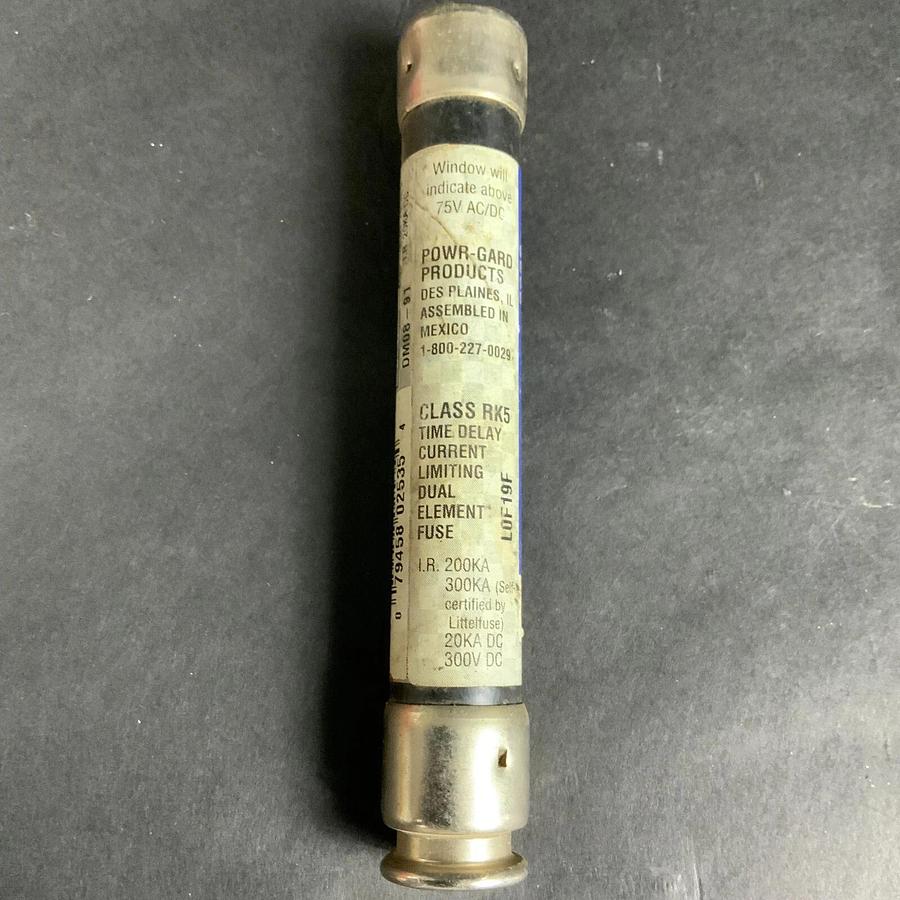 Window will
indicate above
75V AC/DC
POWR-GARD
PRODUCTS
DES PLAINES, IL
ASSEMBLED IN
MEXICO
1-800-227-0029
CLASS RK5
TIME DELAY
CURRENT
LIMITING
DUAL
ELEMENT
FUSE
I.R. 200KA
300KA (Self-
certified by
Littelfuse)
20KA DC
300V DC
LOF19F
DM08-91
0 79458 02535 4